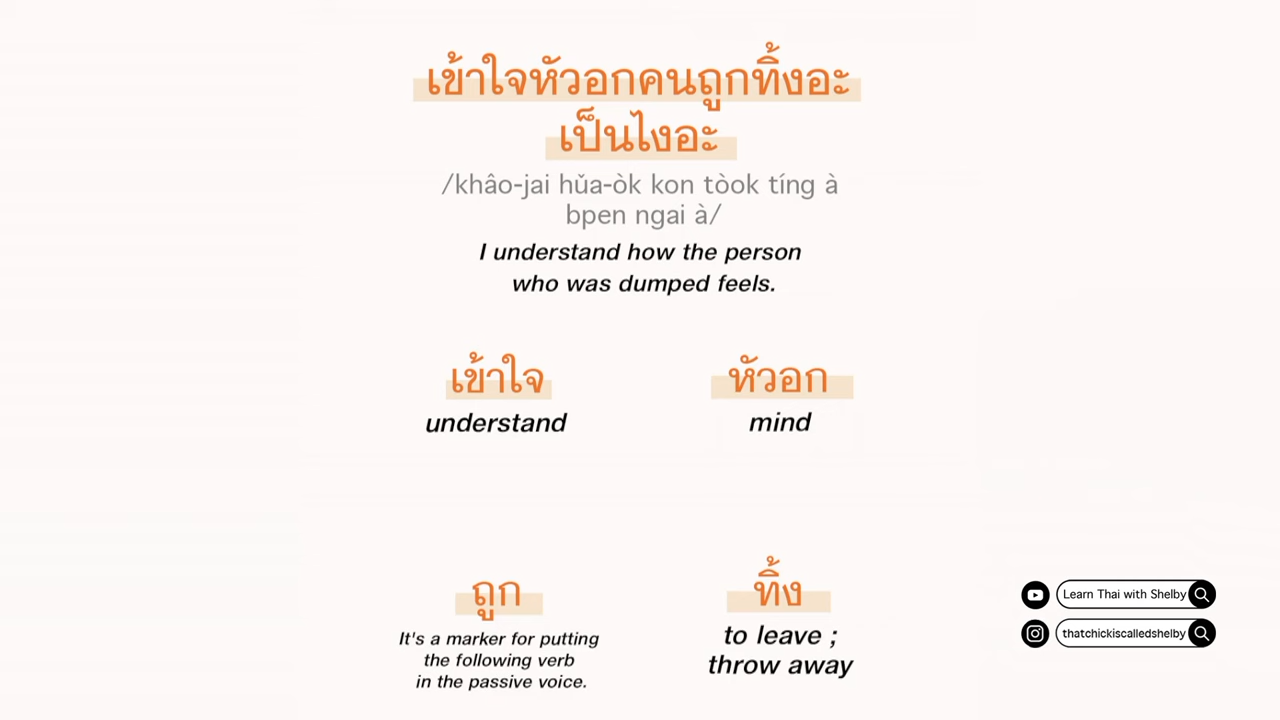 เข้าใจหัวอกคนถูกทิ้งอะ
เป็นไงอะ
/khâo-jai hǔa-òk kon tòok tíng à
bpen ngai à/
I understand how the person
who was dumped feels.
เข้าใจ
understand
หัวอก
mind
ถูก
It's a marker for putting
the following verb
in the passive voice.
ทิ้ง
to leave ;
throw away
Learn Thai with Shelby
thatchickiscalledshelby